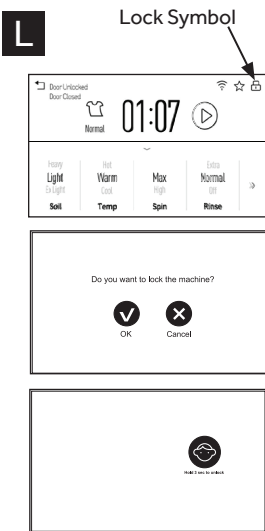 L
Lock Symbol
Door Unlocked
Door Closed
Normal
01:07
Heavy Hot Extra
Light Warm Max Normal
Ex Light Cool High Off
Soil Temp Spin Rinse
Do you want to lock the machine?
OK Cancel
Hold 3 sec to unlock